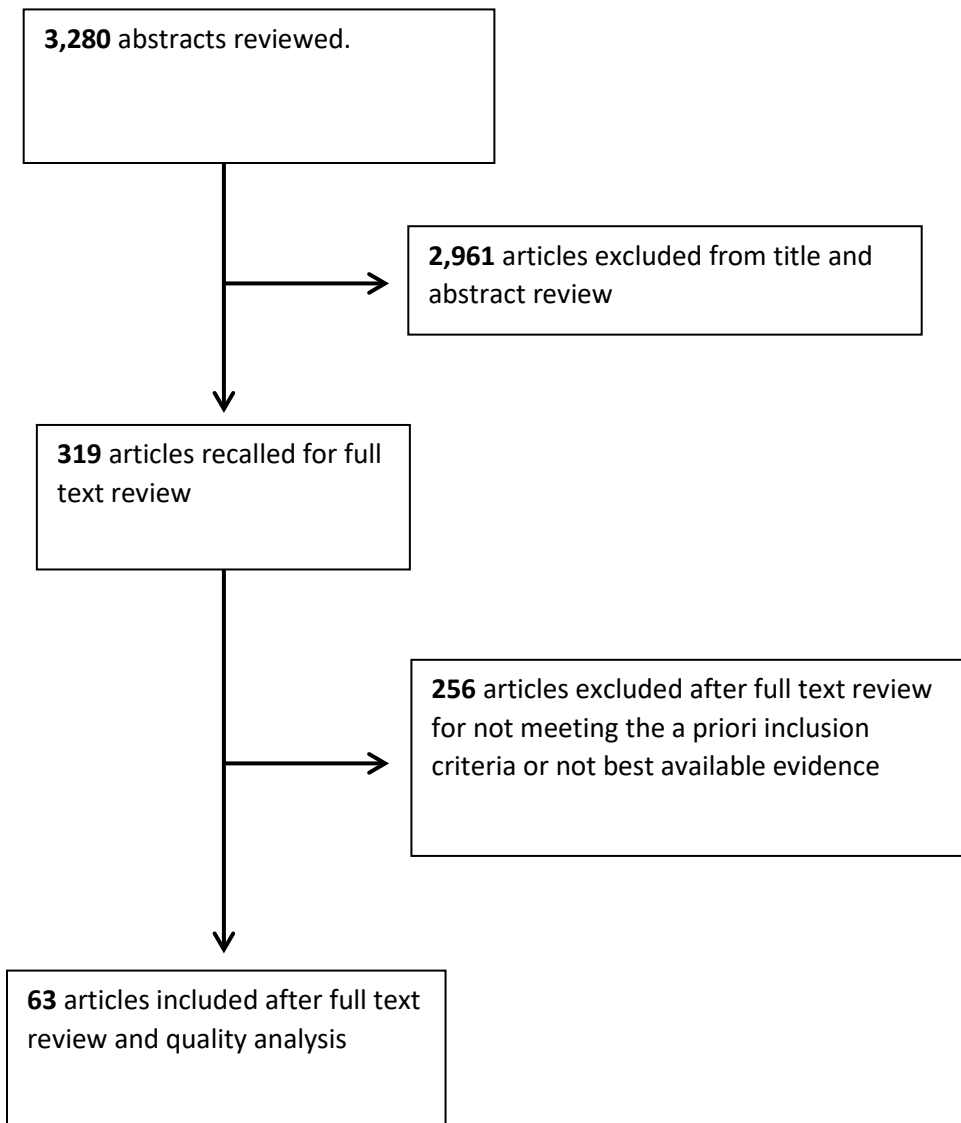 3,280 abstracts reviewed.
2,961 articles excluded from title and
abstract review
319 articles recalled for full
text review
256 articles excluded after full text review
for not meeting the a priori inclusion
criteria or not best available evidence
63 articles included after full text
review and quality analysis